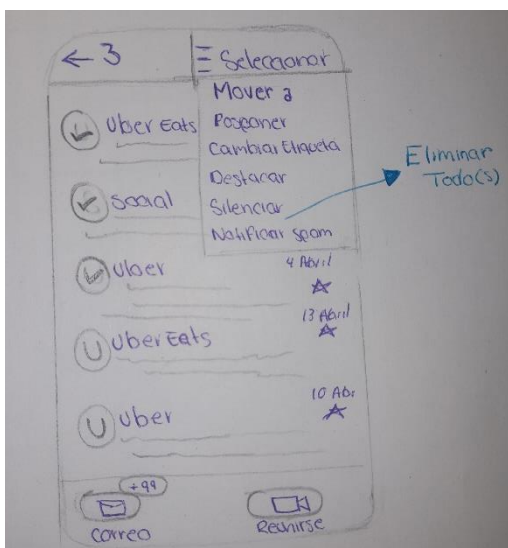 ← 3
Seleccionar
Mover a
Posponer
Cambiar Etiqueta
Destacar
Silenciar
Notificar spam
Eliminar
Todo(s)
Uber Eats
Social
Uber
4 Abril
U Uber Eats
13 Abril
U Uber
10 Abr
+99
Correo
Reunirse